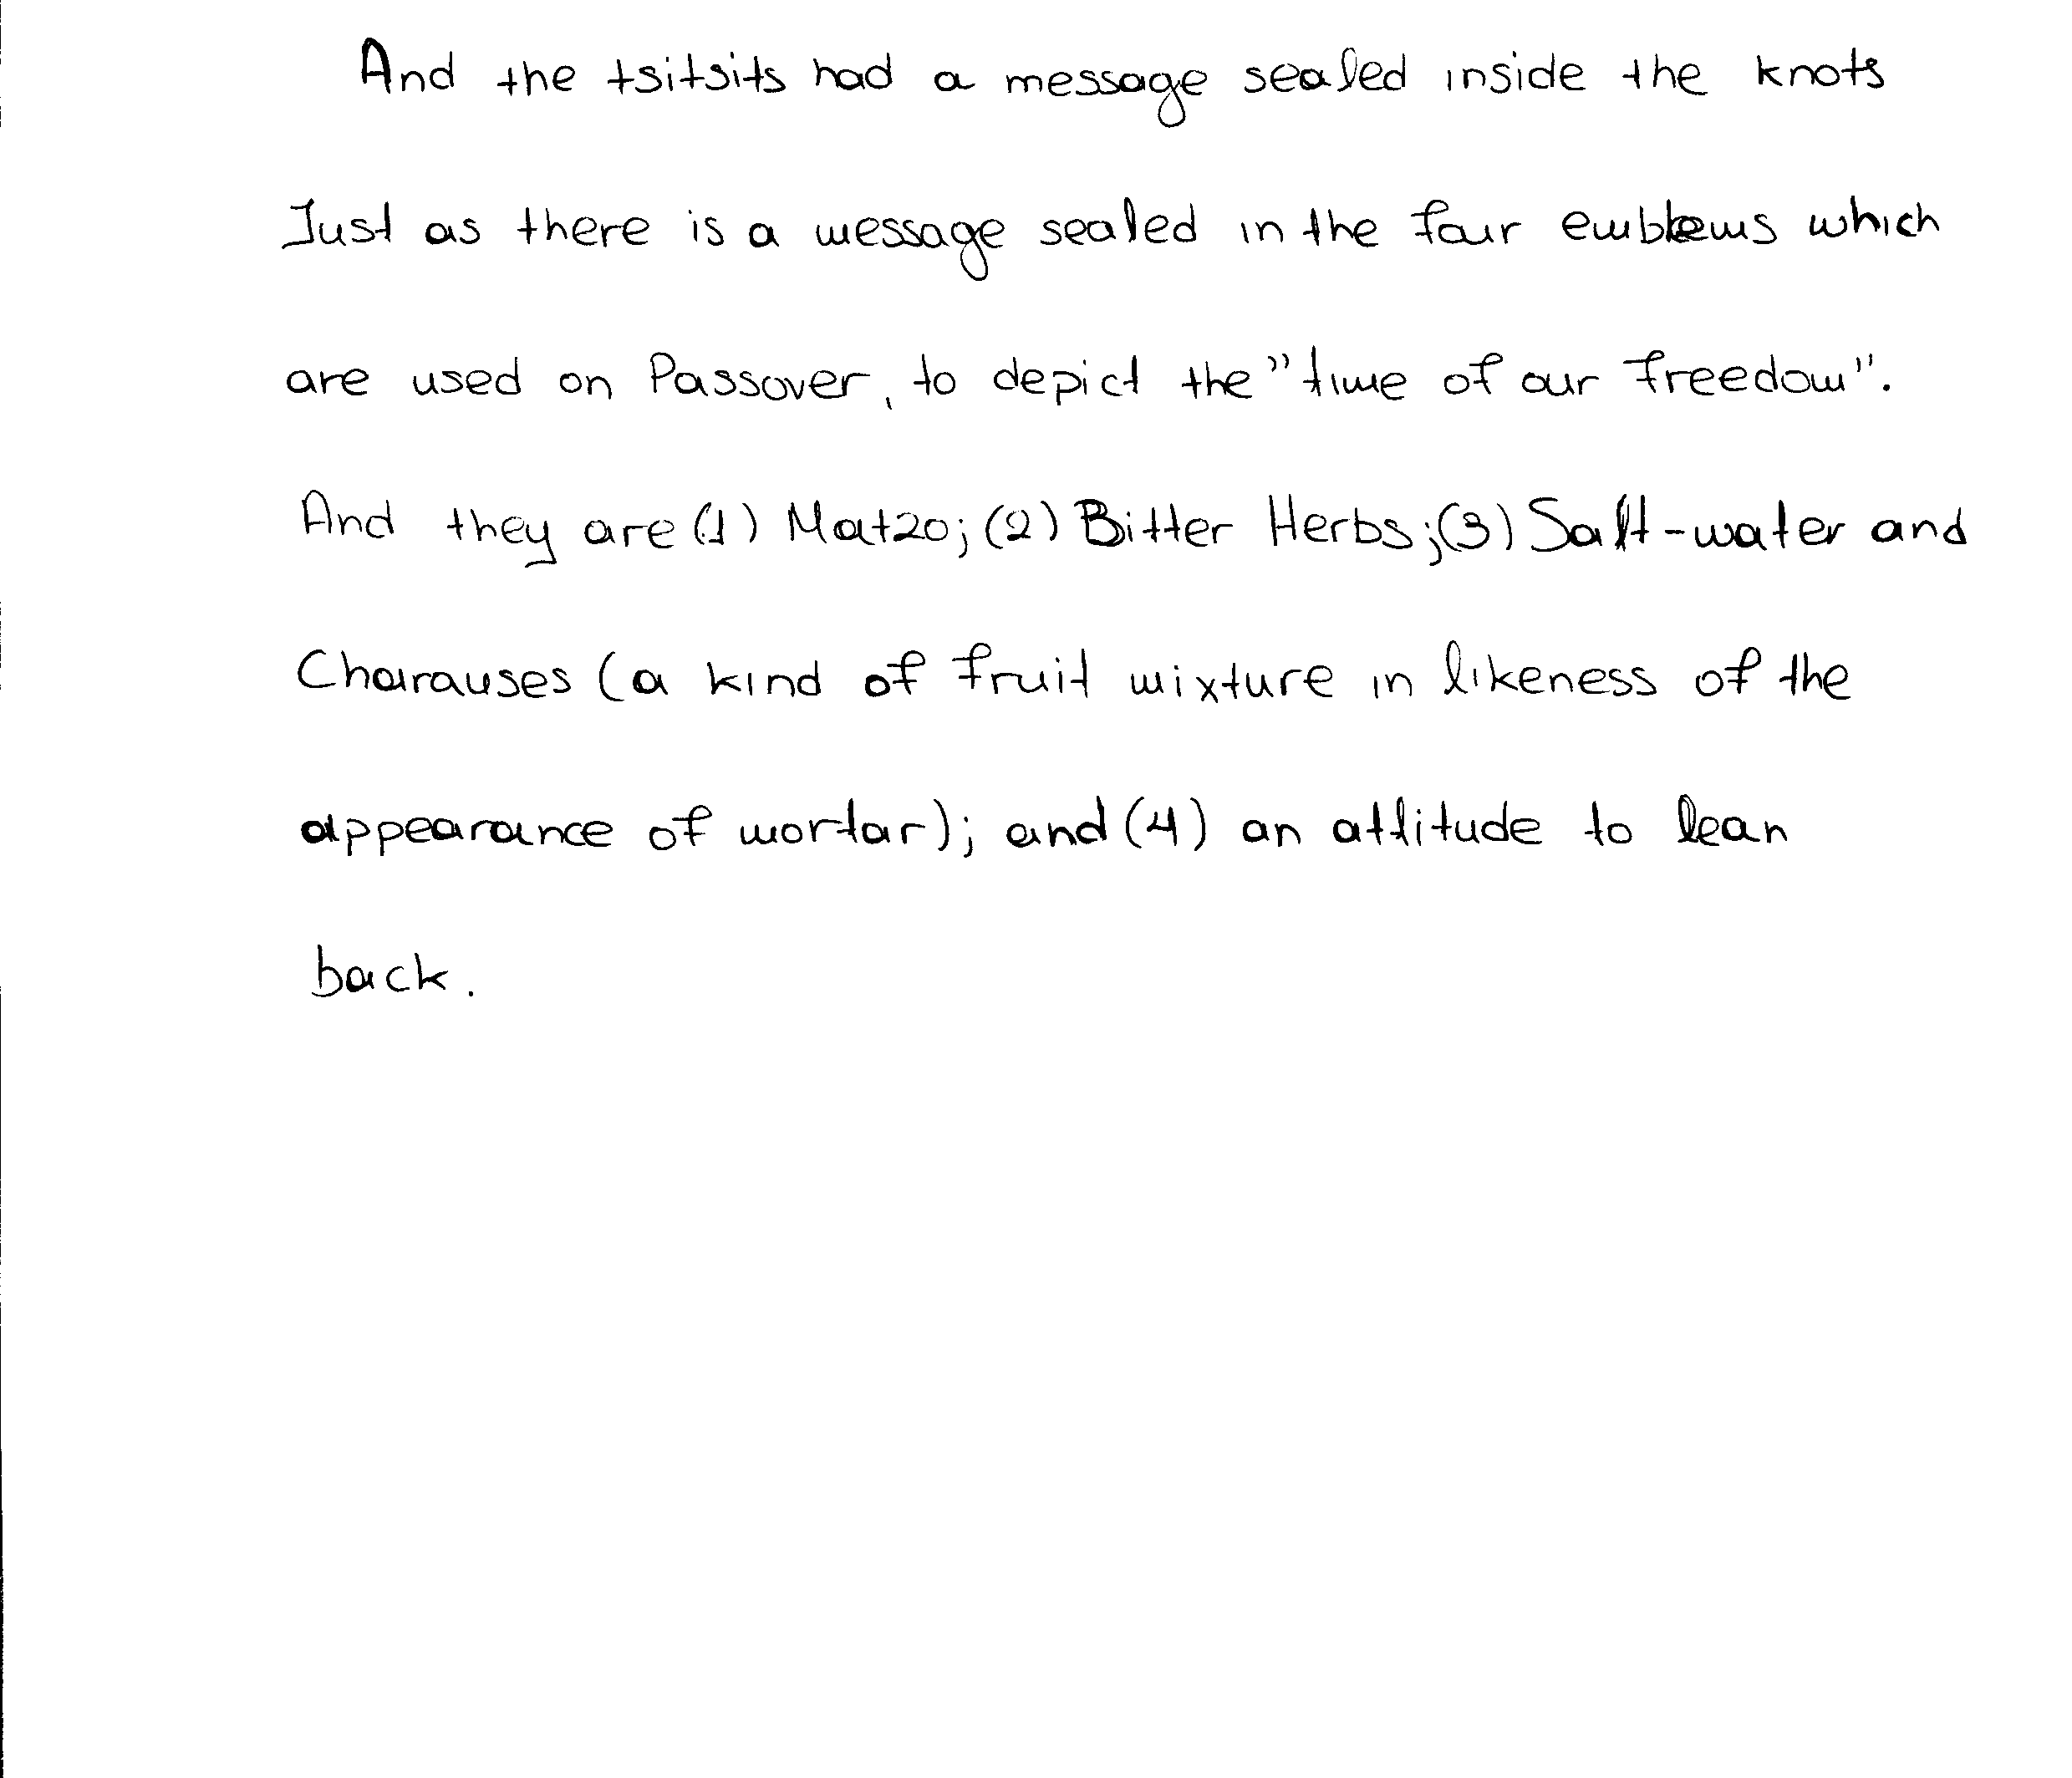 And the tsitsits had a message sealed inside the knots
Just as there is a message sealed in the four emblems which
are used on Passover, to depict the "time of our freedom".
And they are (1) Matzo; (2) Bitter Herbs; (3) Salt-water and
Charauses (a kind of fruit mixture in likeness of the
appearance of mortar); and (4) an attitude to lean
back.